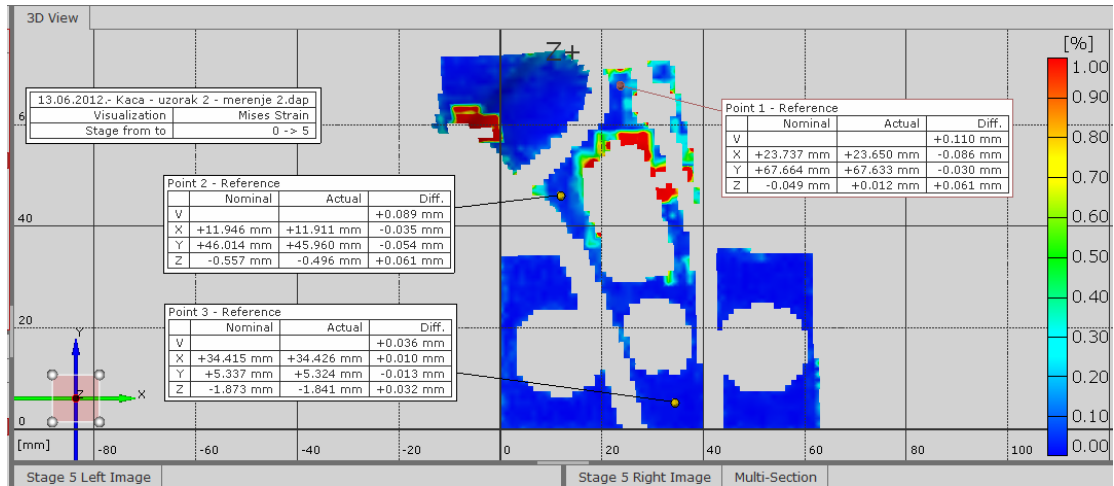 3D View
Z+
[%]
1.00
0.90
0.80
0.70
0.60
0.50
0.40
0.30
0.20
0.10
0.00
13.06.2012.- Kaca - uzorak 2 - merenje 2.dap
Visualization Mises Strain
Stage from to 0 -> 5
Point 1 - Reference
Nominal Actual Diff.
V +0.110 mm
X +23.737 mm +23.650 mm -0.086 mm
Y +67.664 mm +67.633 mm -0.030 mm
Z -0.049 mm +0.012 mm +0.061 mm
Point 2 - Reference
Nominal Actual Diff.
V +0.089 mm
X +11.946 mm +11.911 mm -0.035 mm
Y +46.014 mm +45.960 mm -0.054 mm
Z -0.557 mm -0.496 mm +0.061 mm
Point 3 - Reference
Nominal Actual Diff.
V +0.036 mm
X +34.415 mm +34.426 mm +0.010 mm
Y +5.337 mm +5.324 mm -0.013 mm
Z -1.873 mm -1.841 mm +0.032 mm
6
40
20
0
Y
Z
X
[mm] -80 -60 -40 -20 0 20 40 60 80 100
Stage 5 Left Image Stage 5 Right Image Multi-Section